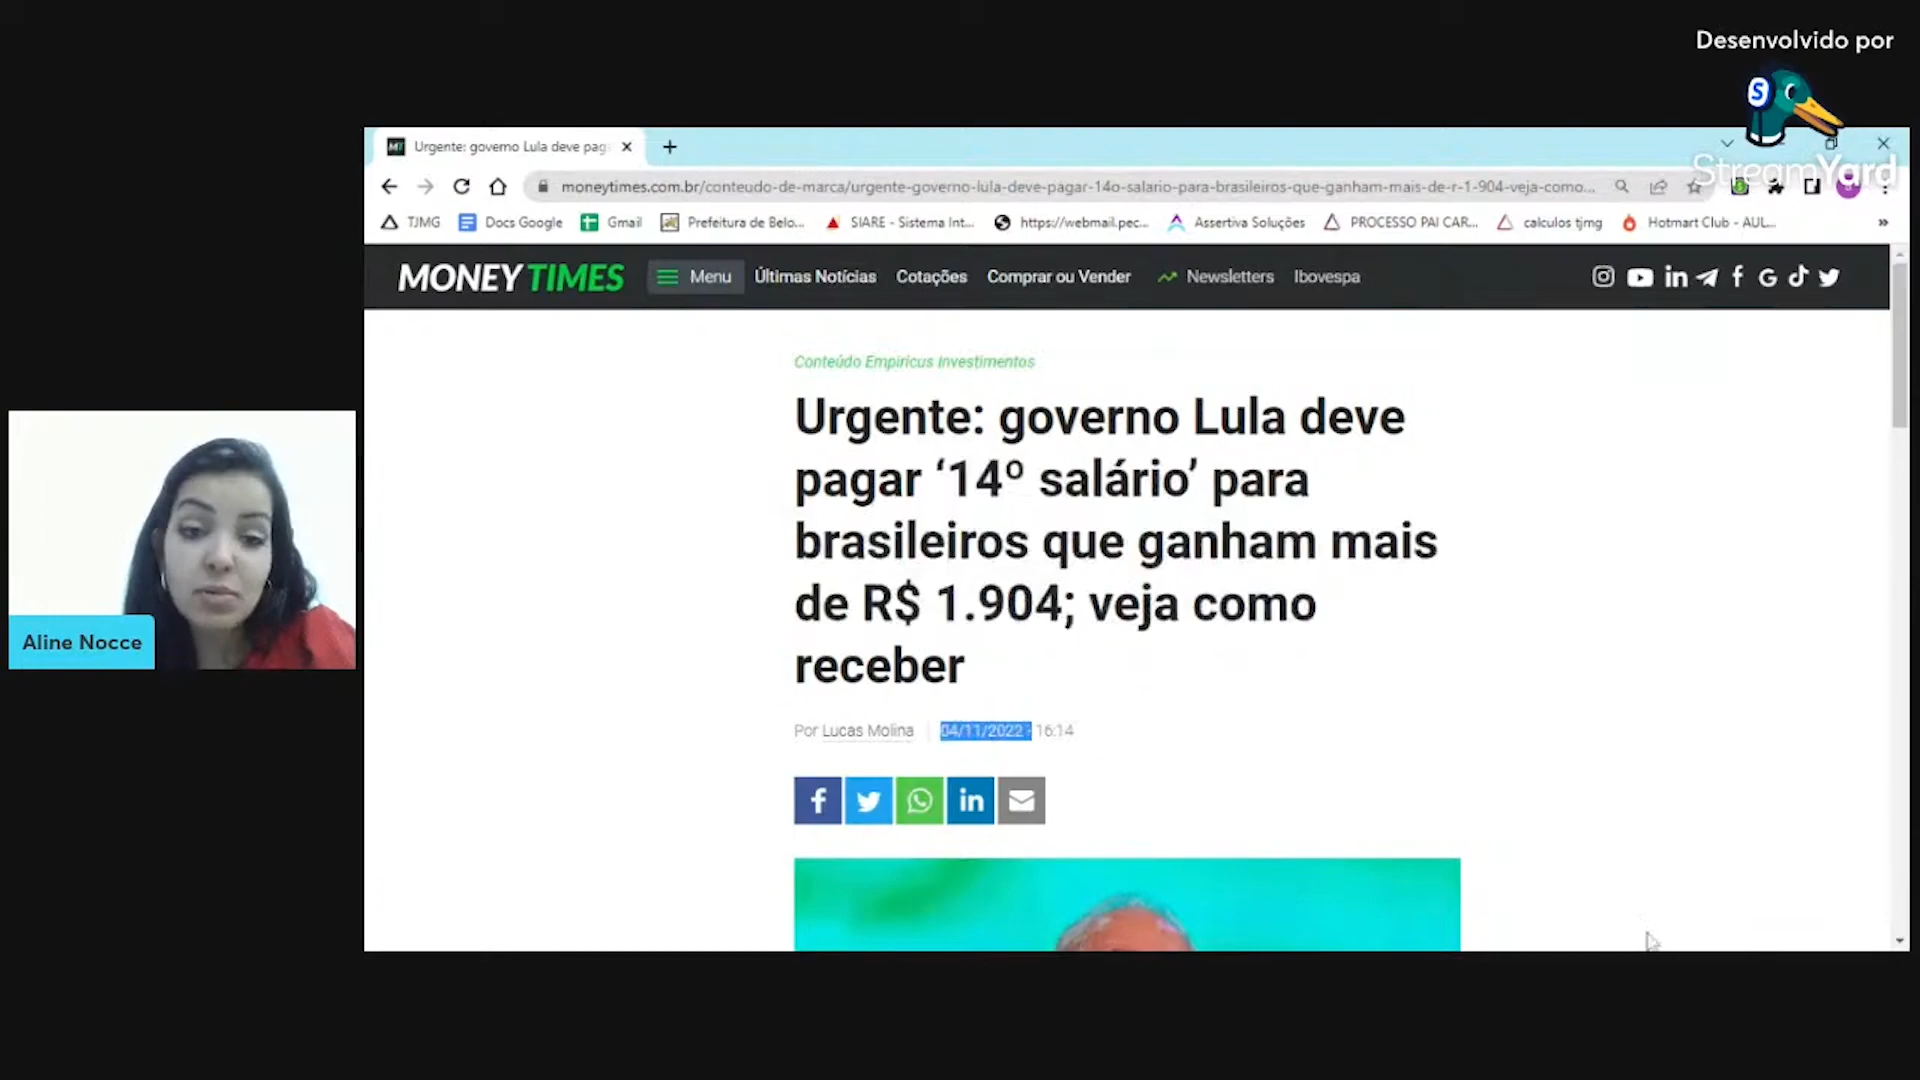 Desenvolvido por
StreamYard
Urgente: governo Lula deve pag
moneytimes.com.br/conteudo-de-marca/urgente-governo-lula-deve-pagar-14o-salario-para-brasileiros-que-ganham-mais-de-r-1-904-veja-como...
TJMG Docs Google Gmail Prefeitura de Belo... SIARE - Sistema Int... https://webmail.pec... Assertiva Soluções PROCESSO PAI CAR... calculos tjmg Hotmart Club - AUL... »
MONEY TIMES Menu Últimas Notícias Cotações Comprar ou Vender Newsletters Ibovespa
Conteúdo Empiricus Investimentos
Urgente: governo Lula deve
pagar ‘14º salário’ para
brasileiros que ganham mais
de R$ 1.904; veja como
receber
Por Lucas Molina 04/11/2022 - 16:14
Aline Nocce